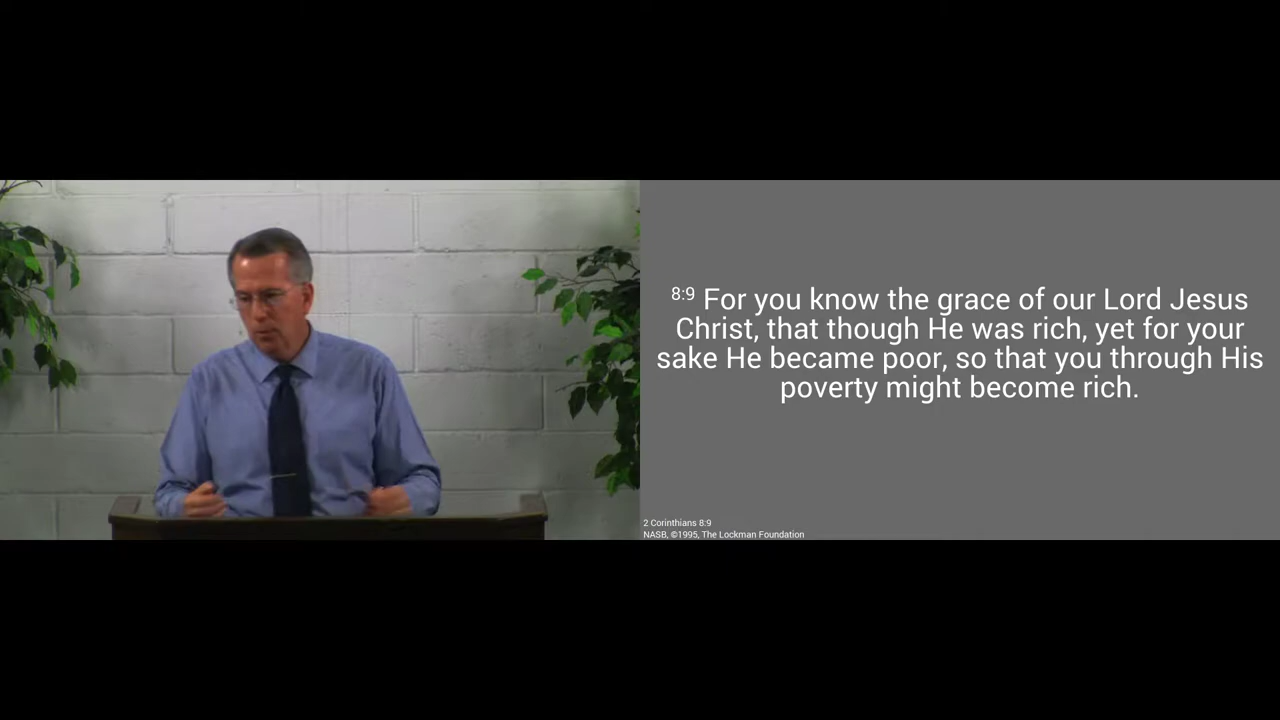 8:9 For you know the grace of our Lord Jesus
Christ, that though He was rich, yet for your
sake He became poor, so that you through His
poverty might become rich.
2 Corinthians 8:9
NASB, ©1995, The Lockman Foundation